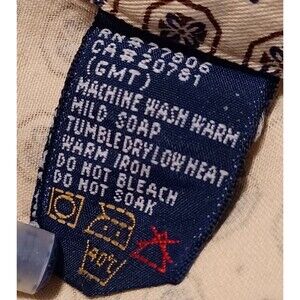 RN#77806
CA#20781
(GMT)
MACHINE WASH WARM
MILD SOAP
TUMBLE DRY LOW HEAT
WARM IRON
DO NOT BLEACH
DO NOT SOAK
40°C